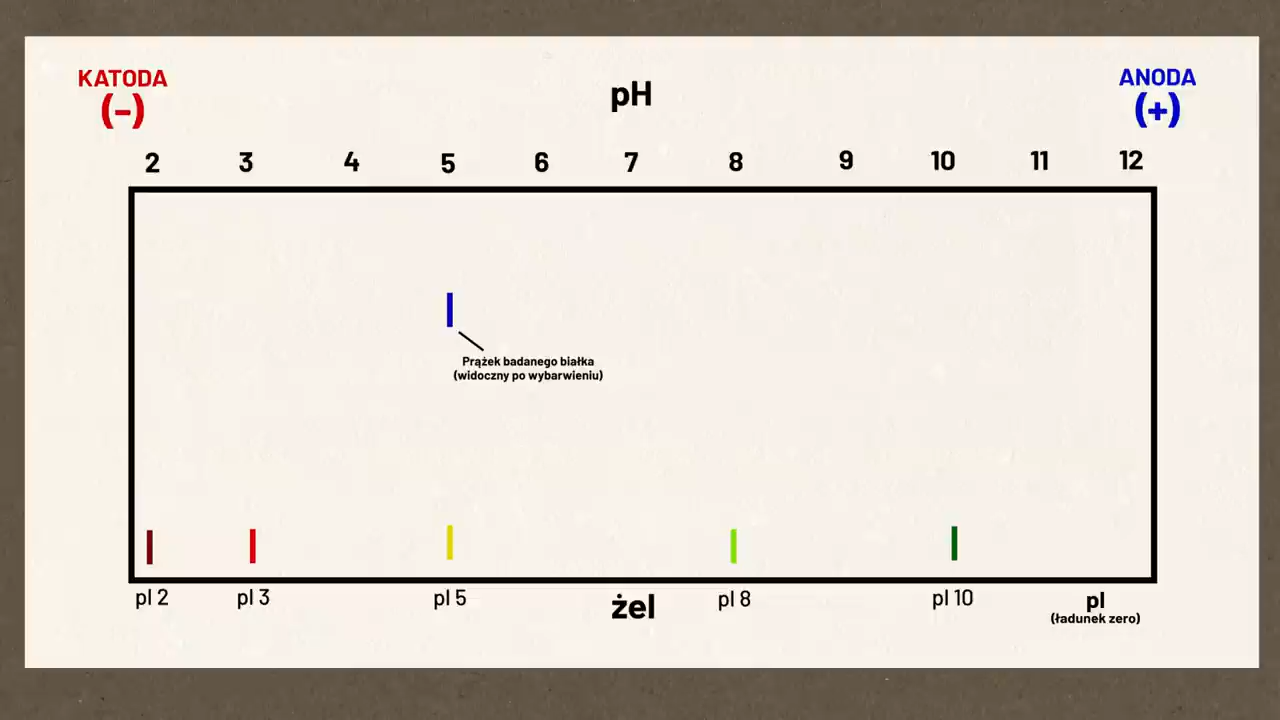 KATODA
(-)
pH
ANODA
(+)
2 3 4 5 6 7 8 9 10 11 12
Prążek badanego białka
(widoczny po wybarwieniu)
pI 2 pI 3 pI 5 żel pI 8 pI 10 pI
(ładunek zero)